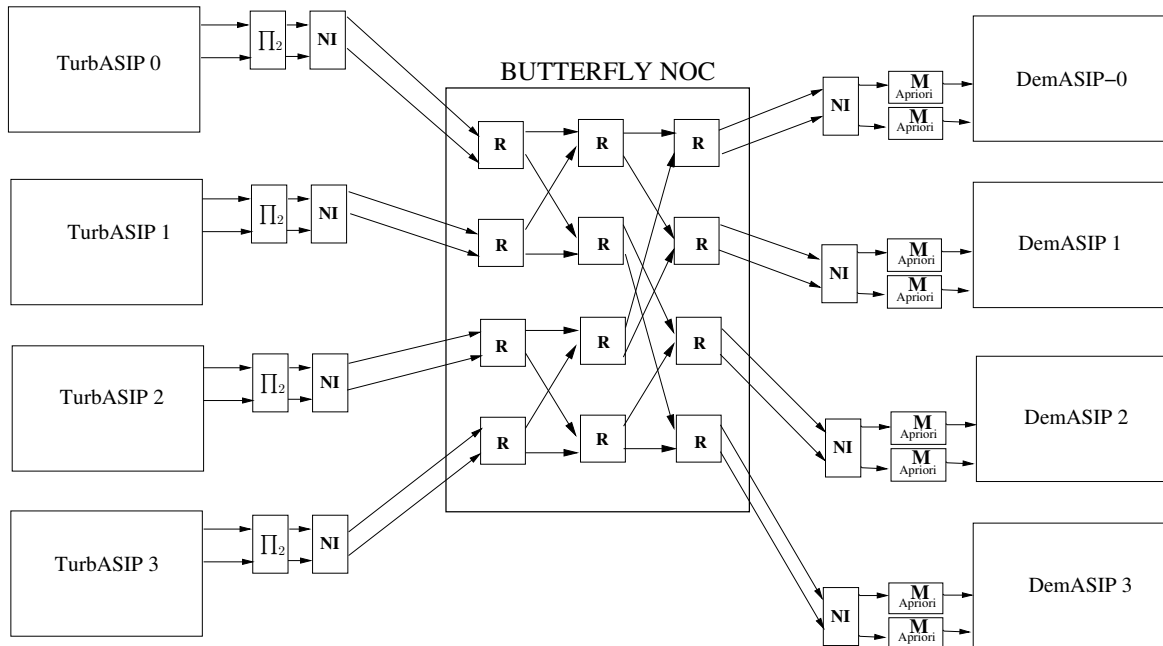 BUTTERFLY NOC
TurbASIP 0
∏2
NI
TurbASIP 1
∏2
NI
TurbASIP 2
∏2
NI
TurbASIP 3
∏2
NI
R
R
R
R
R
R
R
R
R
R
R
R
NI
M
Apriori
M
Apriori
DemASIP−0
NI
M
Apriori
M
Apriori
DemASIP 1
NI
M
Apriori
M
Apriori
DemASIP 2
NI
M
Apriori
M
Apriori
DemASIP 3